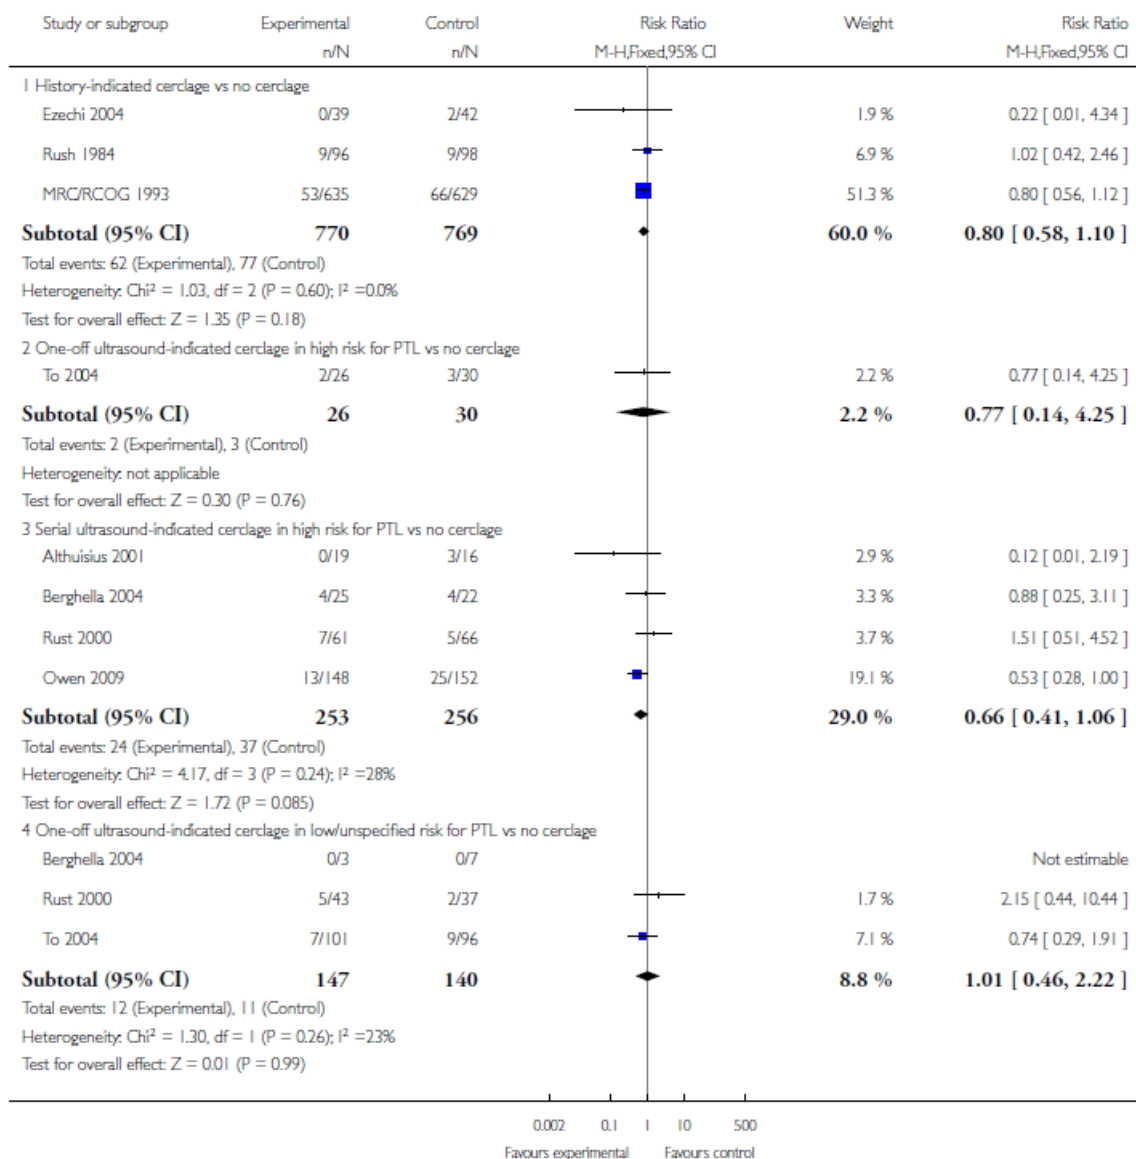 Study or subgroup Experimental Control Risk Ratio Weight Risk Ratio
n/N n/N M-H,Fixed,95% CI M-H,Fixed,95% CI
1 History-indicated cerclage vs no cerclage
Ezechi 2004 0/39 2/42 1.9 % 0.22 [ 0.01, 4.34 ]
Rush 1984 9/96 9/98 6.9 % 1.02 [ 0.42, 2.46 ]
MRC/RCOG 1993 53/635 66/629 51.3 % 0.80 [ 0.56, 1.12 ]
Subtotal (95% CI) 770 769 60.0 % 0.80 [ 0.58, 1.10 ]
Total events: 62 (Experimental), 77 (Control)
Heterogeneity: Chi² = 1.03, df = 2 (P = 0.60); I² =0.0%
Test for overall effect: Z = 1.35 (P = 0.18)
2 One-off ultrasound-indicated cerclage in high risk for PTL vs no cerclage
To 2004 2/26 3/30 2.2 % 0.77 [ 0.14, 4.25 ]
Subtotal (95% CI) 26 30 2.2 % 0.77 [ 0.14, 4.25 ]
Total events: 2 (Experimental), 3 (Control)
Heterogeneity: not applicable
Test for overall effect: Z = 0.30 (P = 0.76)
3 Serial ultrasound-indicated cerclage in high risk for PTL vs no cerclage
Althuisius 2001 0/19 3/16 2.9 % 0.12 [ 0.01, 2.19 ]
Berghella 2004 4/25 4/22 3.3 % 0.88 [ 0.25, 3.11 ]
Rust 2000 7/61 5/66 3.7 % 1.51 [ 0.51, 4.52 ]
Owen 2009 13/148 25/152 19.1 % 0.53 [ 0.28, 1.00 ]
Subtotal (95% CI) 253 256 29.0 % 0.66 [ 0.41, 1.06 ]
Total events: 24 (Experimental), 37 (Control)
Heterogeneity: Chi² = 4.17, df = 3 (P = 0.24); I² =28%
Test for overall effect: Z = 1.72 (P = 0.085)
4 One-off ultrasound-indicated cerclage in low/unspecified risk for PTL vs no cerclage
Berghella 2004 0/3 0/7 Not estimable
Rust 2000 5/43 2/37 1.7 % 2.15 [ 0.44, 10.44 ]
To 2004 7/101 9/96 7.1 % 0.74 [ 0.29, 1.91 ]
Subtotal (95% CI) 147 140 8.8 % 1.01 [ 0.46, 2.22 ]
Total events: 12 (Experimental), 11 (Control)
Heterogeneity: Chi² = 1.30, df = 1 (P = 0.26); I² =23%
Test for overall effect: Z = 0.01 (P = 0.99)
0.002 0.1 1 10 500
Favours experimental Favours control